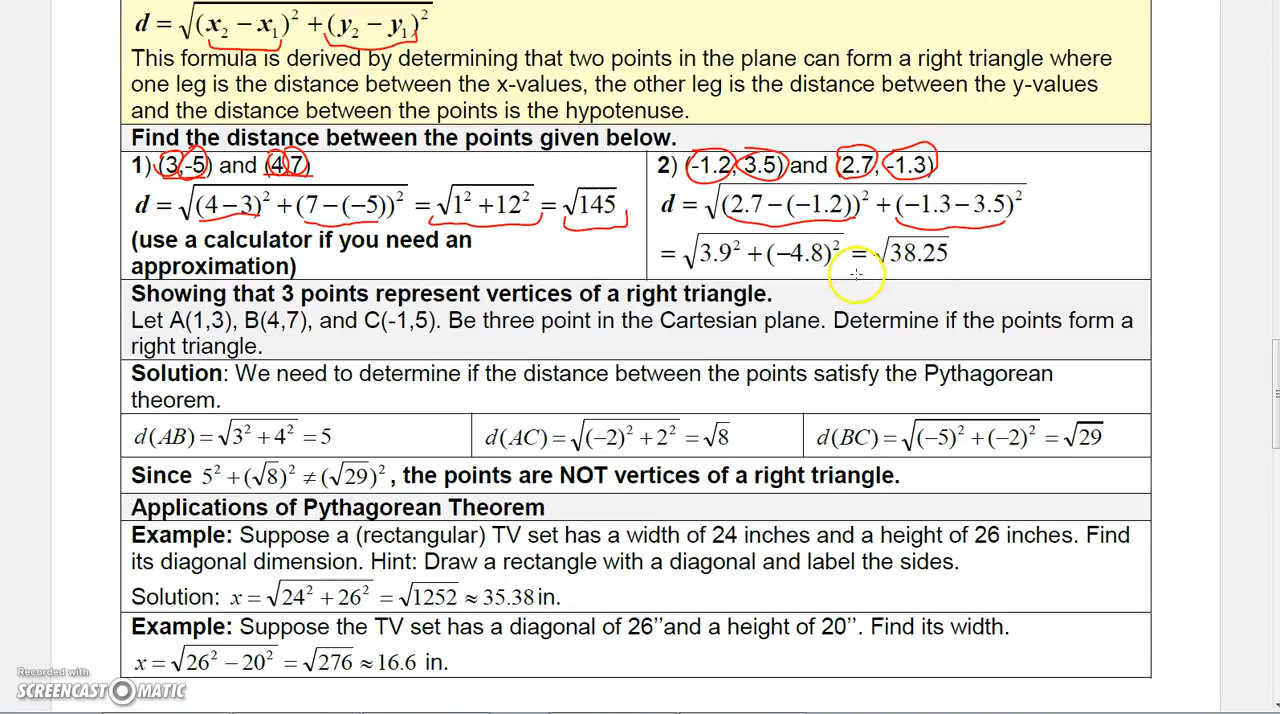 d = √((x₂ − x₁)² + (y₂ − y₁)²)
This formula is derived by determining that two points in the plane can form a right triangle where
one leg is the distance between the x-values, the other leg is the distance between the y-values
and the distance between the points is the hypotenuse.
Find the distance between the points given below.
1) (3,-5) and (4,7)
d = √((4 − 3)² + (7 − (−5))²) = √(1² + 12²) = √145
(use a calculator if you need an
approximation)
2) (-1.2, 3.5) and (2.7, -1.3)
d = √((2.7 − (−1.2))² + (−1.3 − 3.5)²
= √(3.9² + (−4.8)²) = √38.25
Showing that 3 points represent vertices of a right triangle.
Let A(1,3), B(4,7), and C(-1,5). Be three point in the Cartesian plane. Determine if the points form a
right triangle.
Solution: We need to determine if the distance between the points satisfy the Pythagorean
theorem.
d(AB) = √(3² + 4²) = 5
d(AC) = √((−2)² + 2²) = √8
d(BC) = √((−5)² + (−2)²) = √29
Since 5² + (√8)² ≠ (√29)², the points are NOT vertices of a right triangle.
Applications of Pythagorean Theorem
Example: Suppose a (rectangular) TV set has a width of 24 inches and a height of 26 inches. Find
its diagonal dimension. Hint: Draw a rectangle with a diagonal and label the sides.
Solution: x = √(24² + 26²) = √1252 ≈ 35.38 in.
Example: Suppose the TV set has a diagonal of 26’’and a height of 20’’. Find its width.
x = √(26² − 20²) = √276 ≈ 16.6 in.
Recorded with
SCREENCAST O MATIC